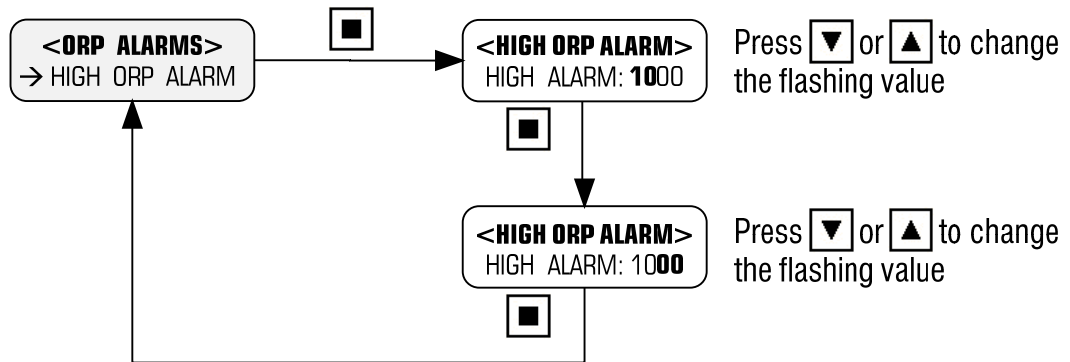 <ORP ALARMS>
→ HIGH ORP ALARM
<HIGH ORP ALARM>
HIGH ALARM: 1000
Press ▼ or ▲ to change
the flashing value
<HIGH ORP ALARM>
HIGH ALARM: 1000
Press ▼ or ▲ to change
the flashing value